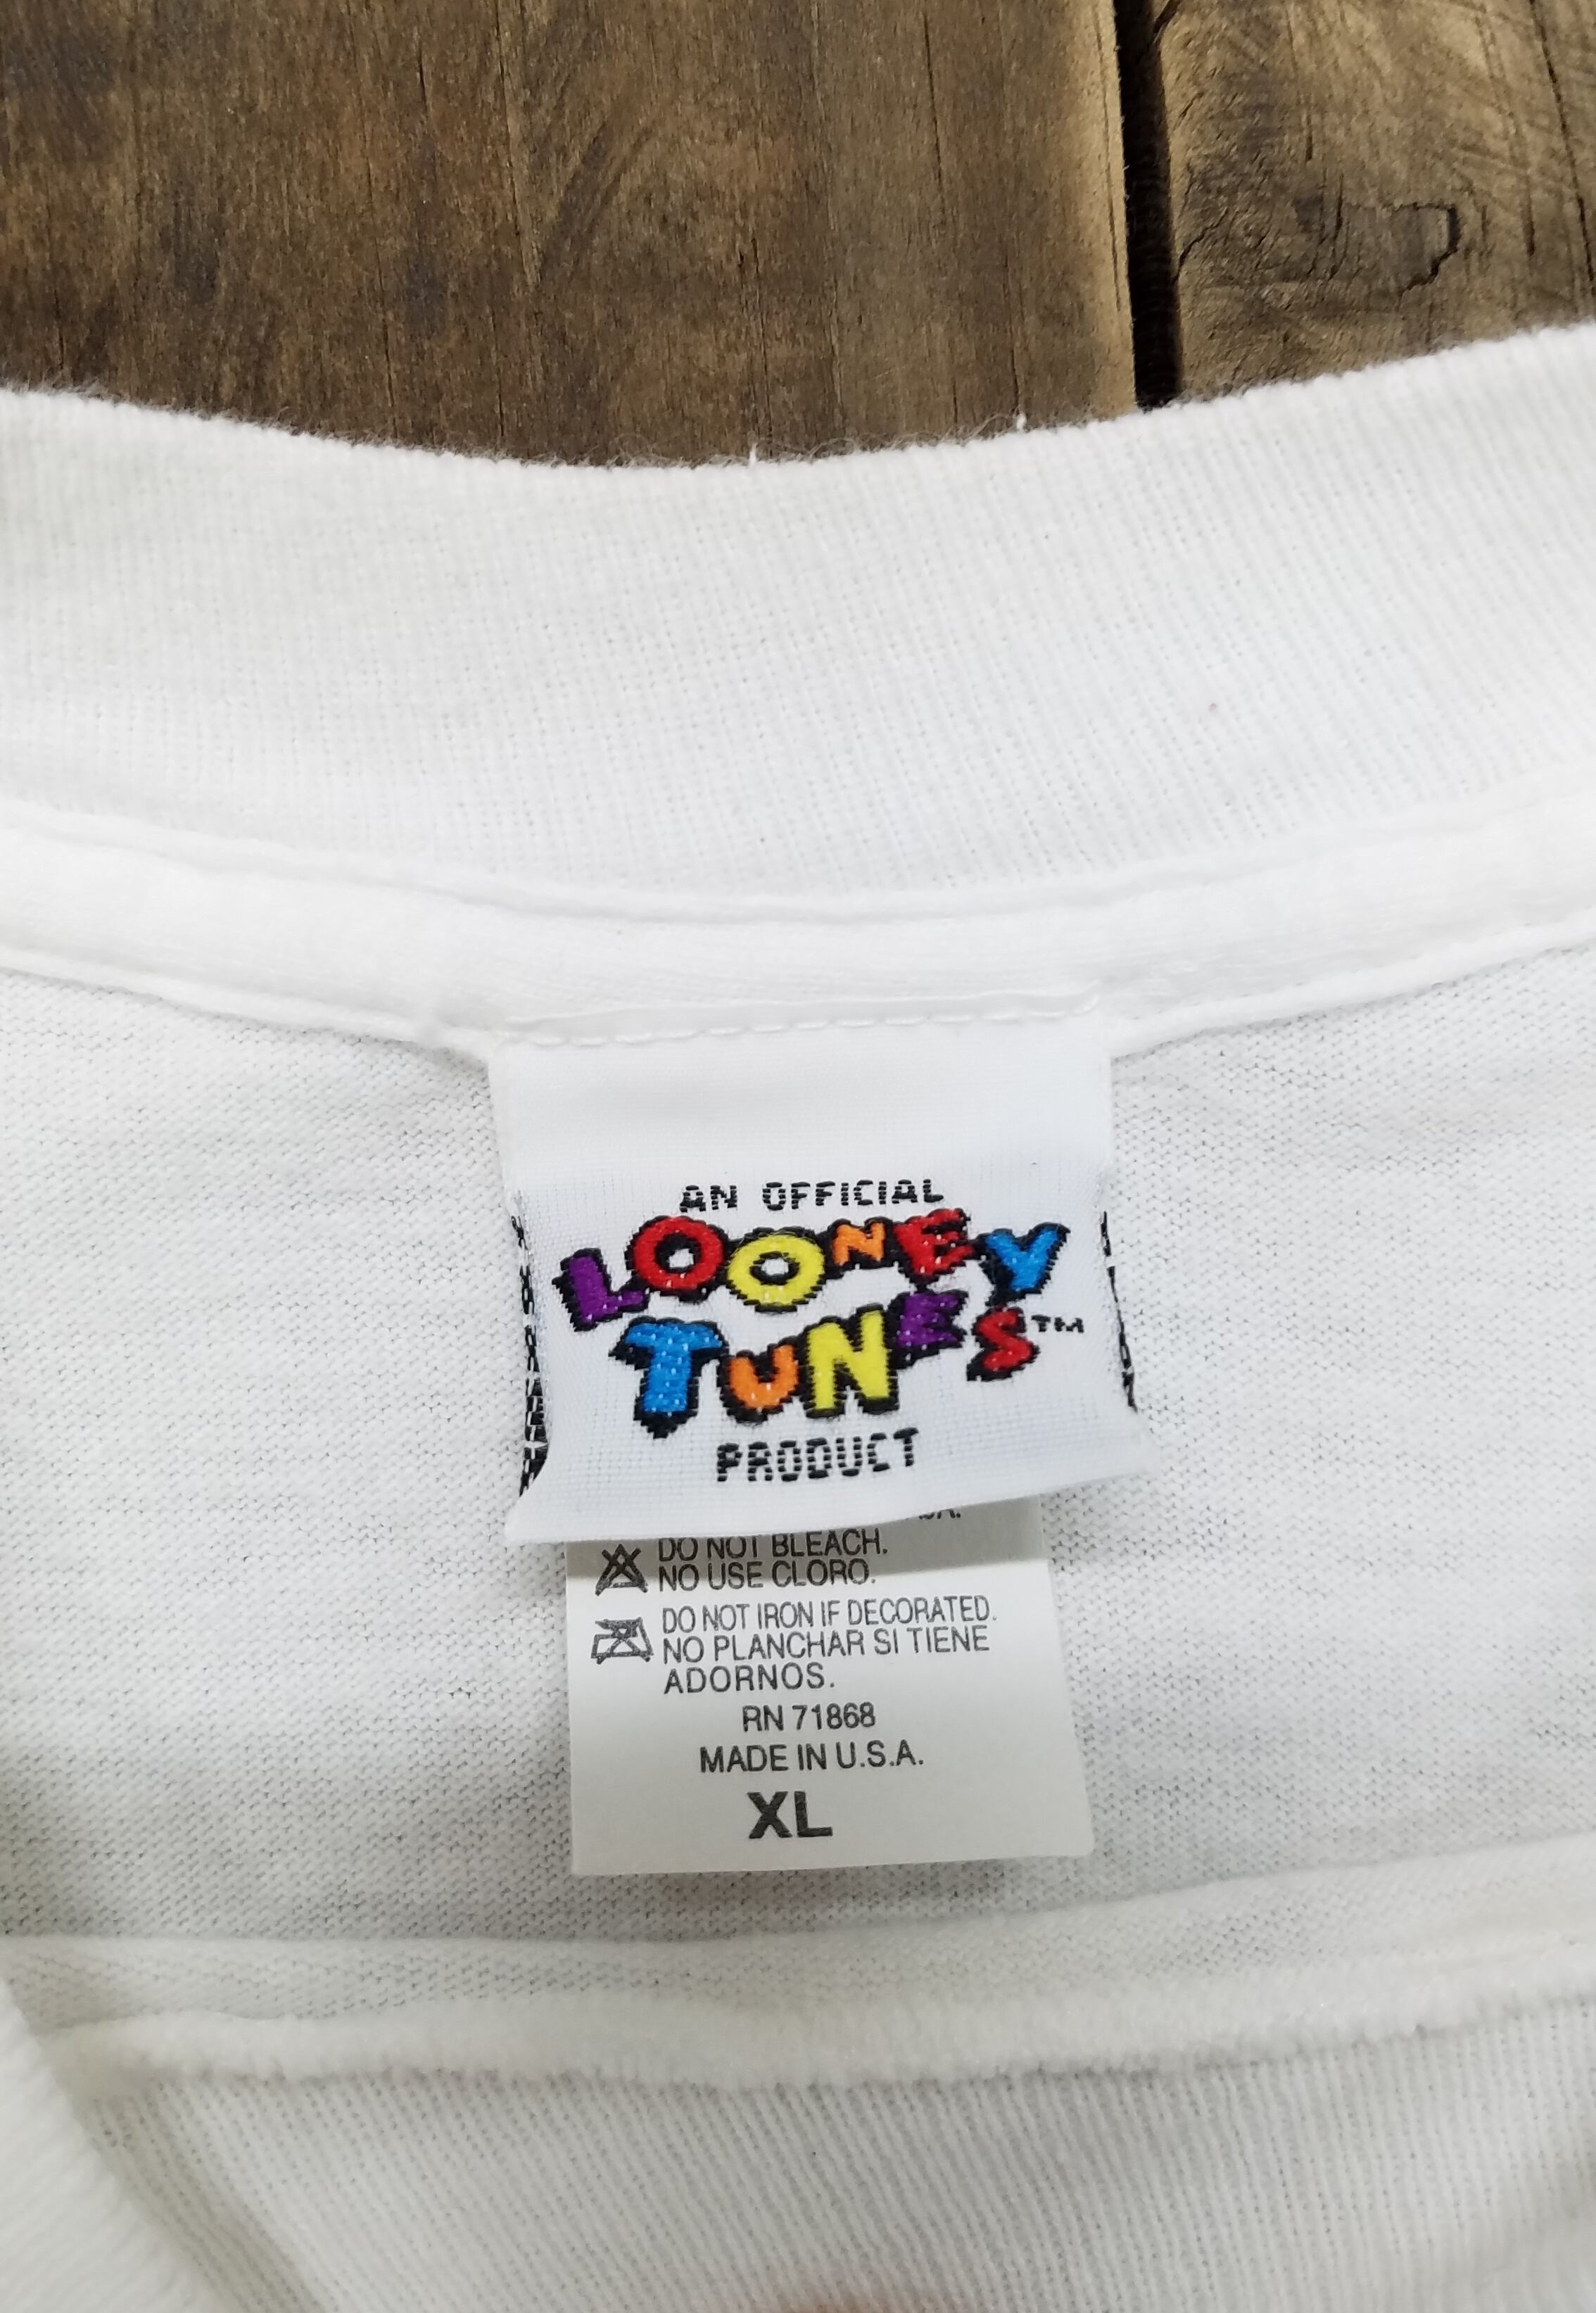 AN OFFICIAL
LOONEY
TUNES™
PRODUCT
DO NOT BLEACH.
NO USE CLORO.
DO NOT IRON IF DECORATED.
NO PLANCHAR SI TIENE
ADORNOS.
RN 71868
MADE IN U.S.A.
XL